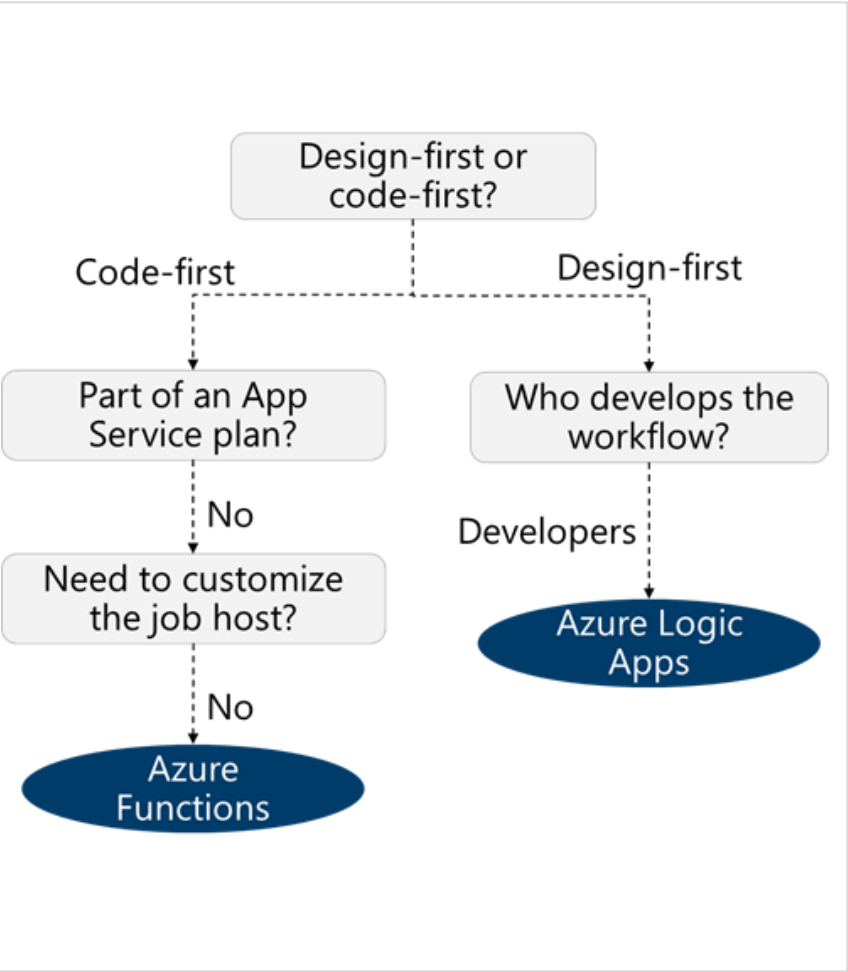 Design-first or
code-first?
Code-first
Design-first
Part of an App
Service plan?
Who develops the
workflow?
No
Developers
Need to customize
the job host?
Azure Logic
Apps
No
Azure
Functions